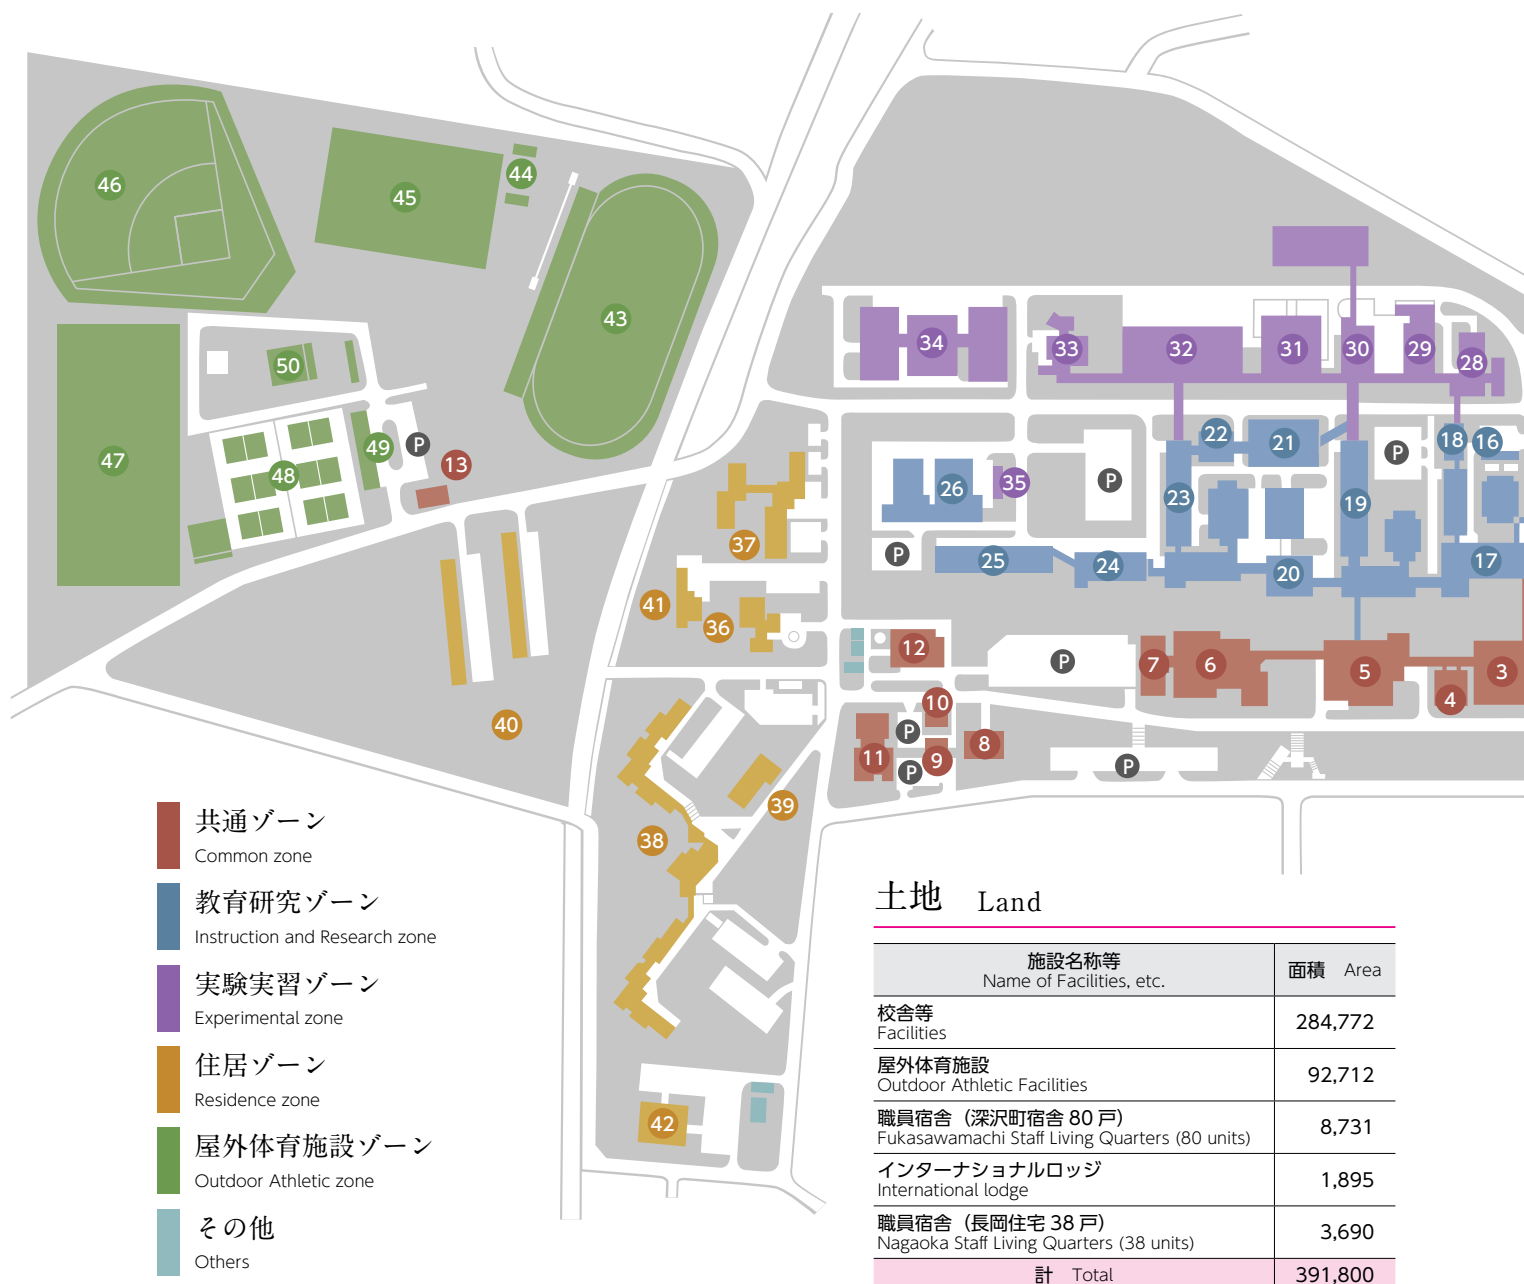 46
45
44
43
50
47
48
49
P
13
34
33
32
31
30
29
28
22
21
18
16
P
26
35
P
23
19
37
P
25
24
20
17
41
36
12
P
7
6
5
4
3
40
10
P
11
9
8
P
P
39
38
42
共通ゾーン
Common zone
教育研究ゾーン
Instruction and Research zone
実験実習ゾーン
Experimental zone
住居ゾーン
Residence zone
屋外体育施設ゾーン
Outdoor Athletic zone
その他
Others
土地 Land
施設名称等
Name of Facilities, etc.
面積 Area
校舎等
Facilities
284,772
屋外体育施設
Outdoor Athletic Facilities
92,712
職員宿舎(深沢町宿舎 80 戸)
Fukasawamachi Staff Living Quarters (80 units)
8,731
インターナショナルロッジ
International lodge
1,895
職員宿舎(長岡住宅 38 戸)
Nagaoka Staff Living Quarters (38 units)
3,690
計 Total
391,800